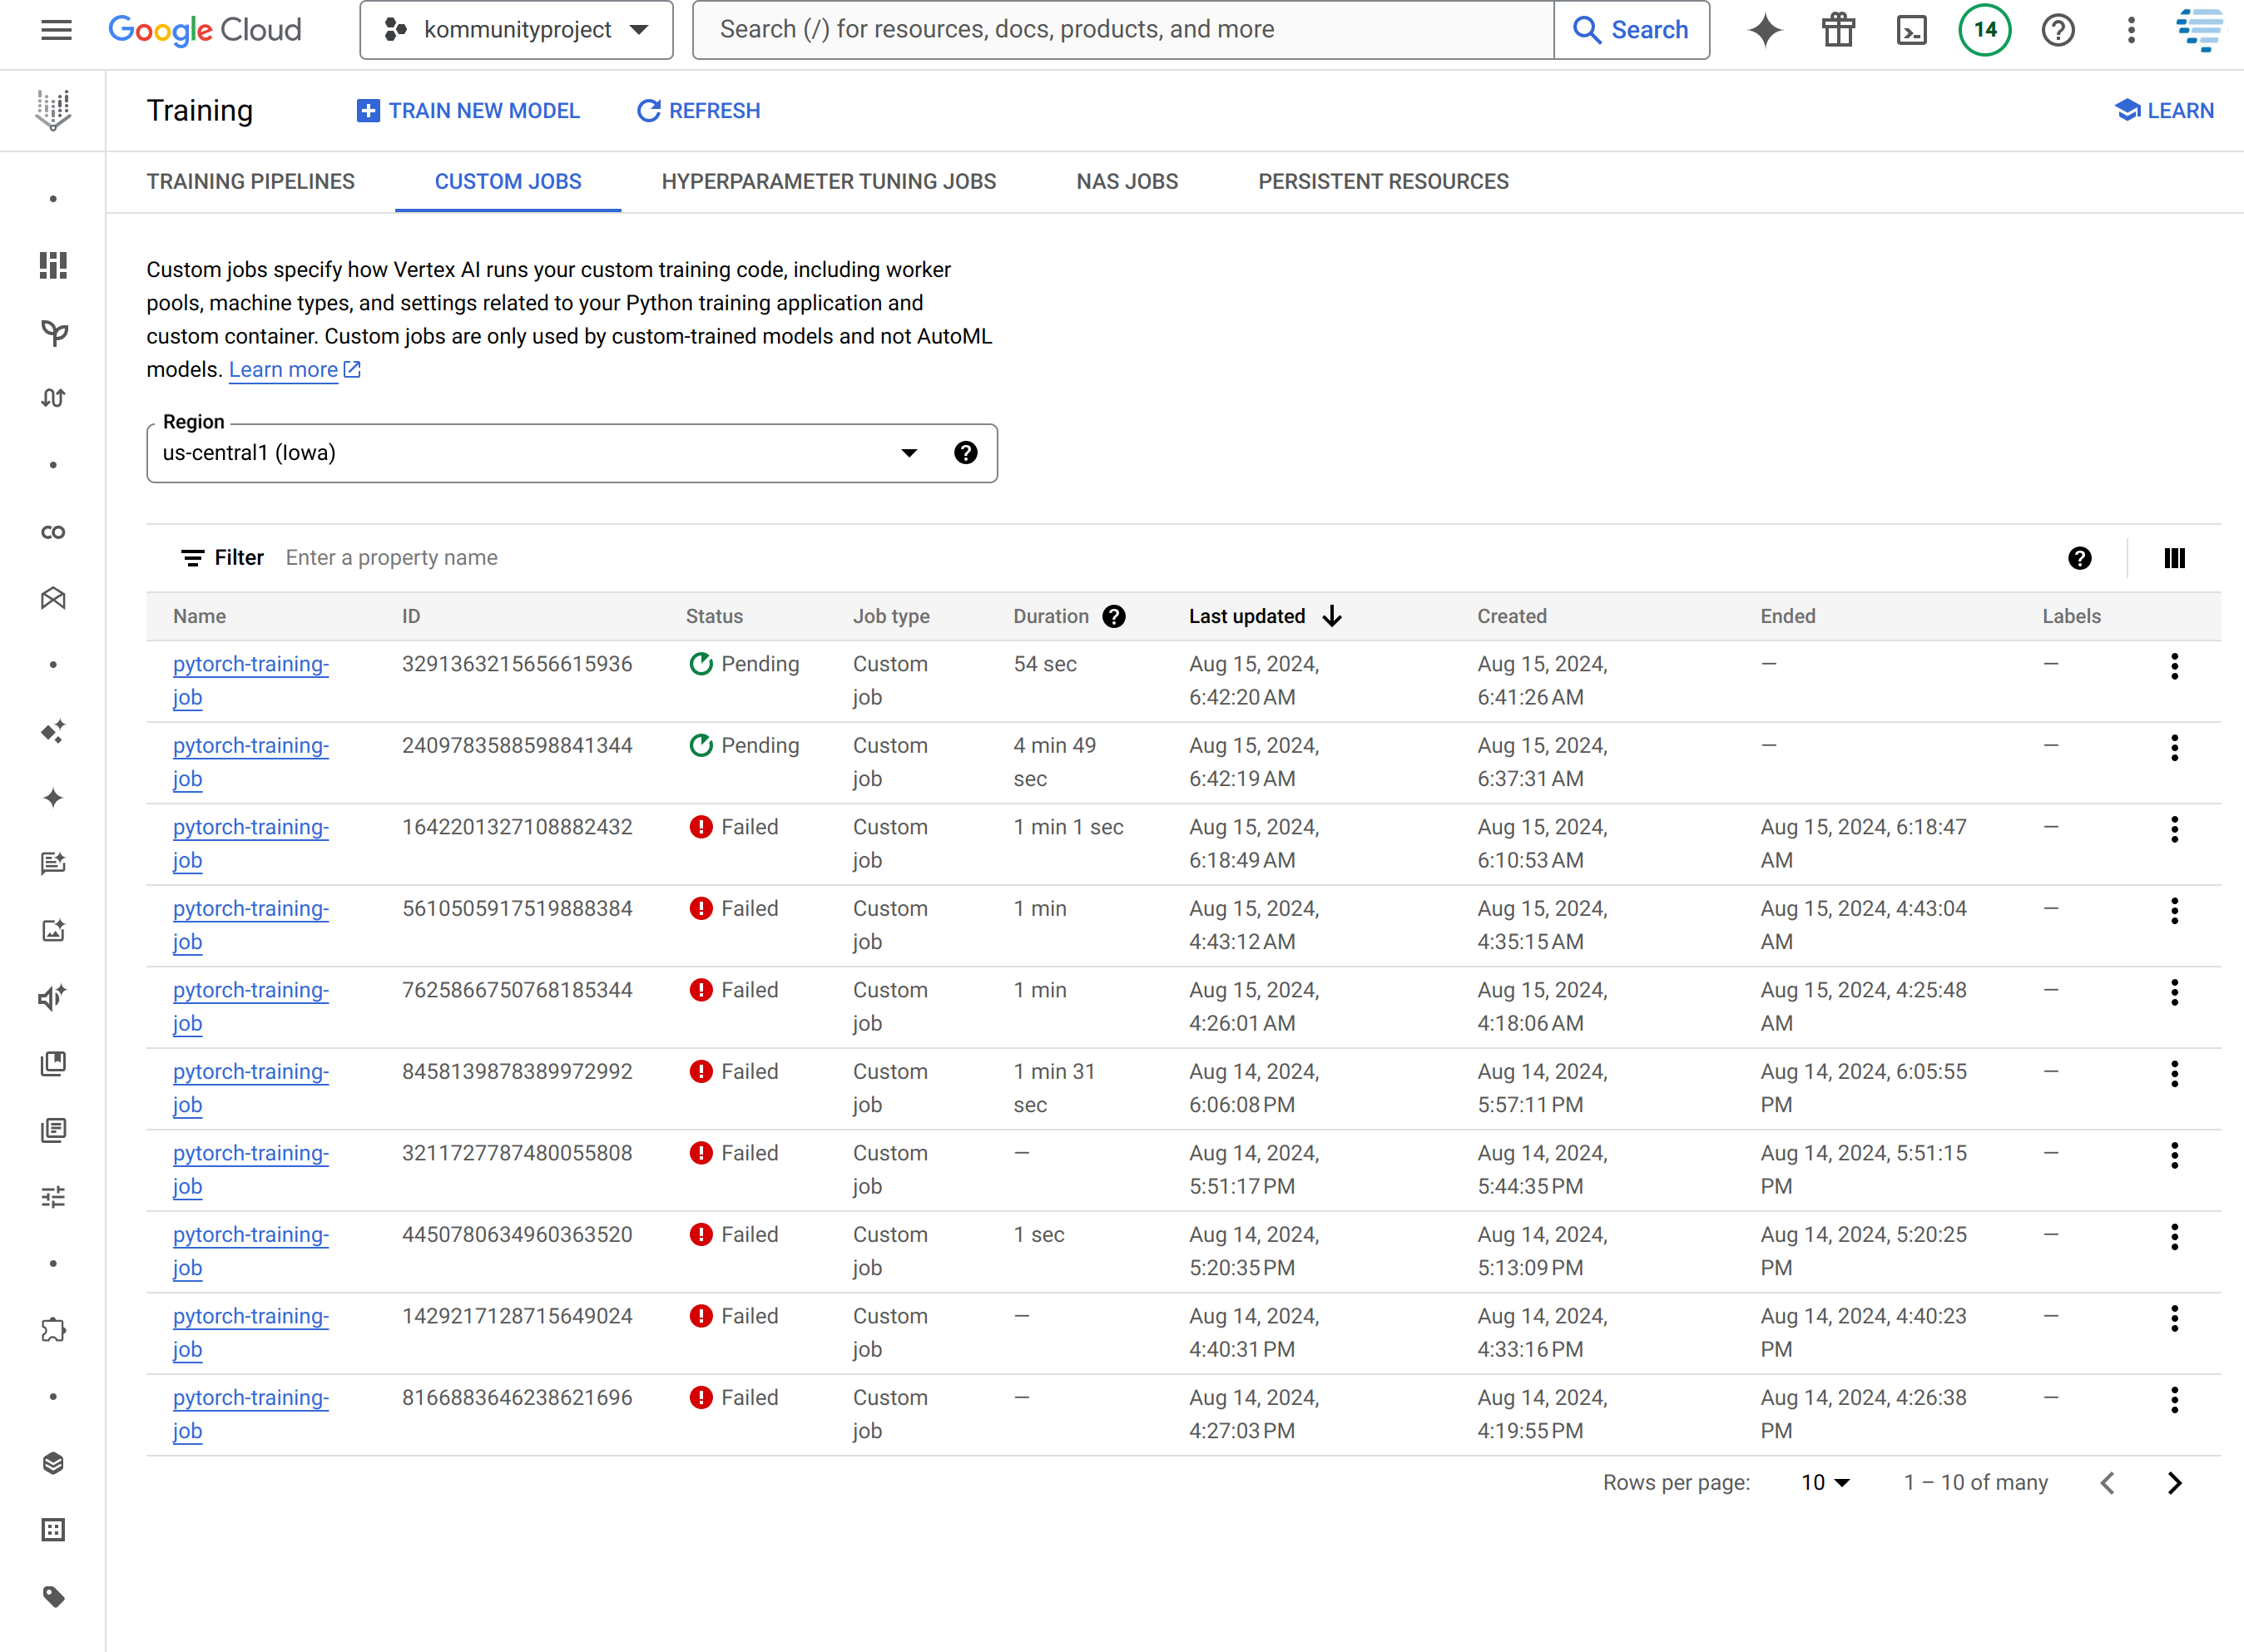 Google Cloud
kommunityproject
Search (/) for resources, docs, products, and more
Search
14
Training
TRAIN NEW MODEL
REFRESH
LEARN
TRAINING PIPELINES
CUSTOM JOBS
HYPERPARAMETER TUNING JOBS
NAS JOBS
PERSISTENT RESOURCES
Custom jobs specify how Vertex AI runs your custom training code, including worker
pools, machine types, and settings related to your Python training application and
custom container. Custom jobs are only used by custom-trained models and not AutoML
models. Learn more
Region
us-central1 (Iowa)
Filter Enter a property name
Name ID Status Job type Duration Last updated Created Ended Labels
pytorch-training- 3291363215656615936 Pending Custom 54 sec Aug 15, 2024, Aug 15, 2024, — —
job job 6:42:20 AM 6:41:26 AM
pytorch-training- 2409783588598841344 Pending Custom 4 min 49 Aug 15, 2024, Aug 15, 2024, — —
job job sec 6:42:19 AM 6:37:31 AM
pytorch-training- 1642201327108882432 Failed Custom 1 min 1 sec Aug 15, 2024, Aug 15, 2024, Aug 15, 2024, 6:18:47 —
job job 6:18:49 AM 6:10:53 AM AM
pytorch-training- 5610505917519888384 Failed Custom 1 min Aug 15, 2024, Aug 15, 2024, Aug 15, 2024, 4:43:04 —
job job 4:43:12 AM 4:35:15 AM AM
pytorch-training- 7625866750768185344 Failed Custom 1 min Aug 15, 2024, Aug 15, 2024, Aug 15, 2024, 4:25:48 —
job job 4:26:01 AM 4:18:06 AM AM
pytorch-training- 8458139878389972992 Failed Custom 1 min 31 Aug 14, 2024, Aug 14, 2024, Aug 14, 2024, 6:05:55 —
job job sec 6:06:08 PM 5:57:11 PM PM
pytorch-training- 3211727787480055808 Failed Custom — Aug 14, 2024, Aug 14, 2024, Aug 14, 2024, 5:51:15 —
job job 5:51:17 PM 5:44:35 PM PM
pytorch-training- 4450780634960363520 Failed Custom 1 sec Aug 14, 2024, Aug 14, 2024, Aug 14, 2024, 5:20:25 —
job job 5:20:35 PM 5:13:09 PM PM
pytorch-training- 1429217128715649024 Failed Custom — Aug 14, 2024, Aug 14, 2024, Aug 14, 2024, 4:40:23 —
job job 4:40:31 PM 4:33:16 PM PM
pytorch-training- 8166883646238621696 Failed Custom — Aug 14, 2024, Aug 14, 2024, Aug 14, 2024, 4:26:38 —
job job 4:27:03 PM 4:19:55 PM PM
Rows per page: 10 1 – 10 of many